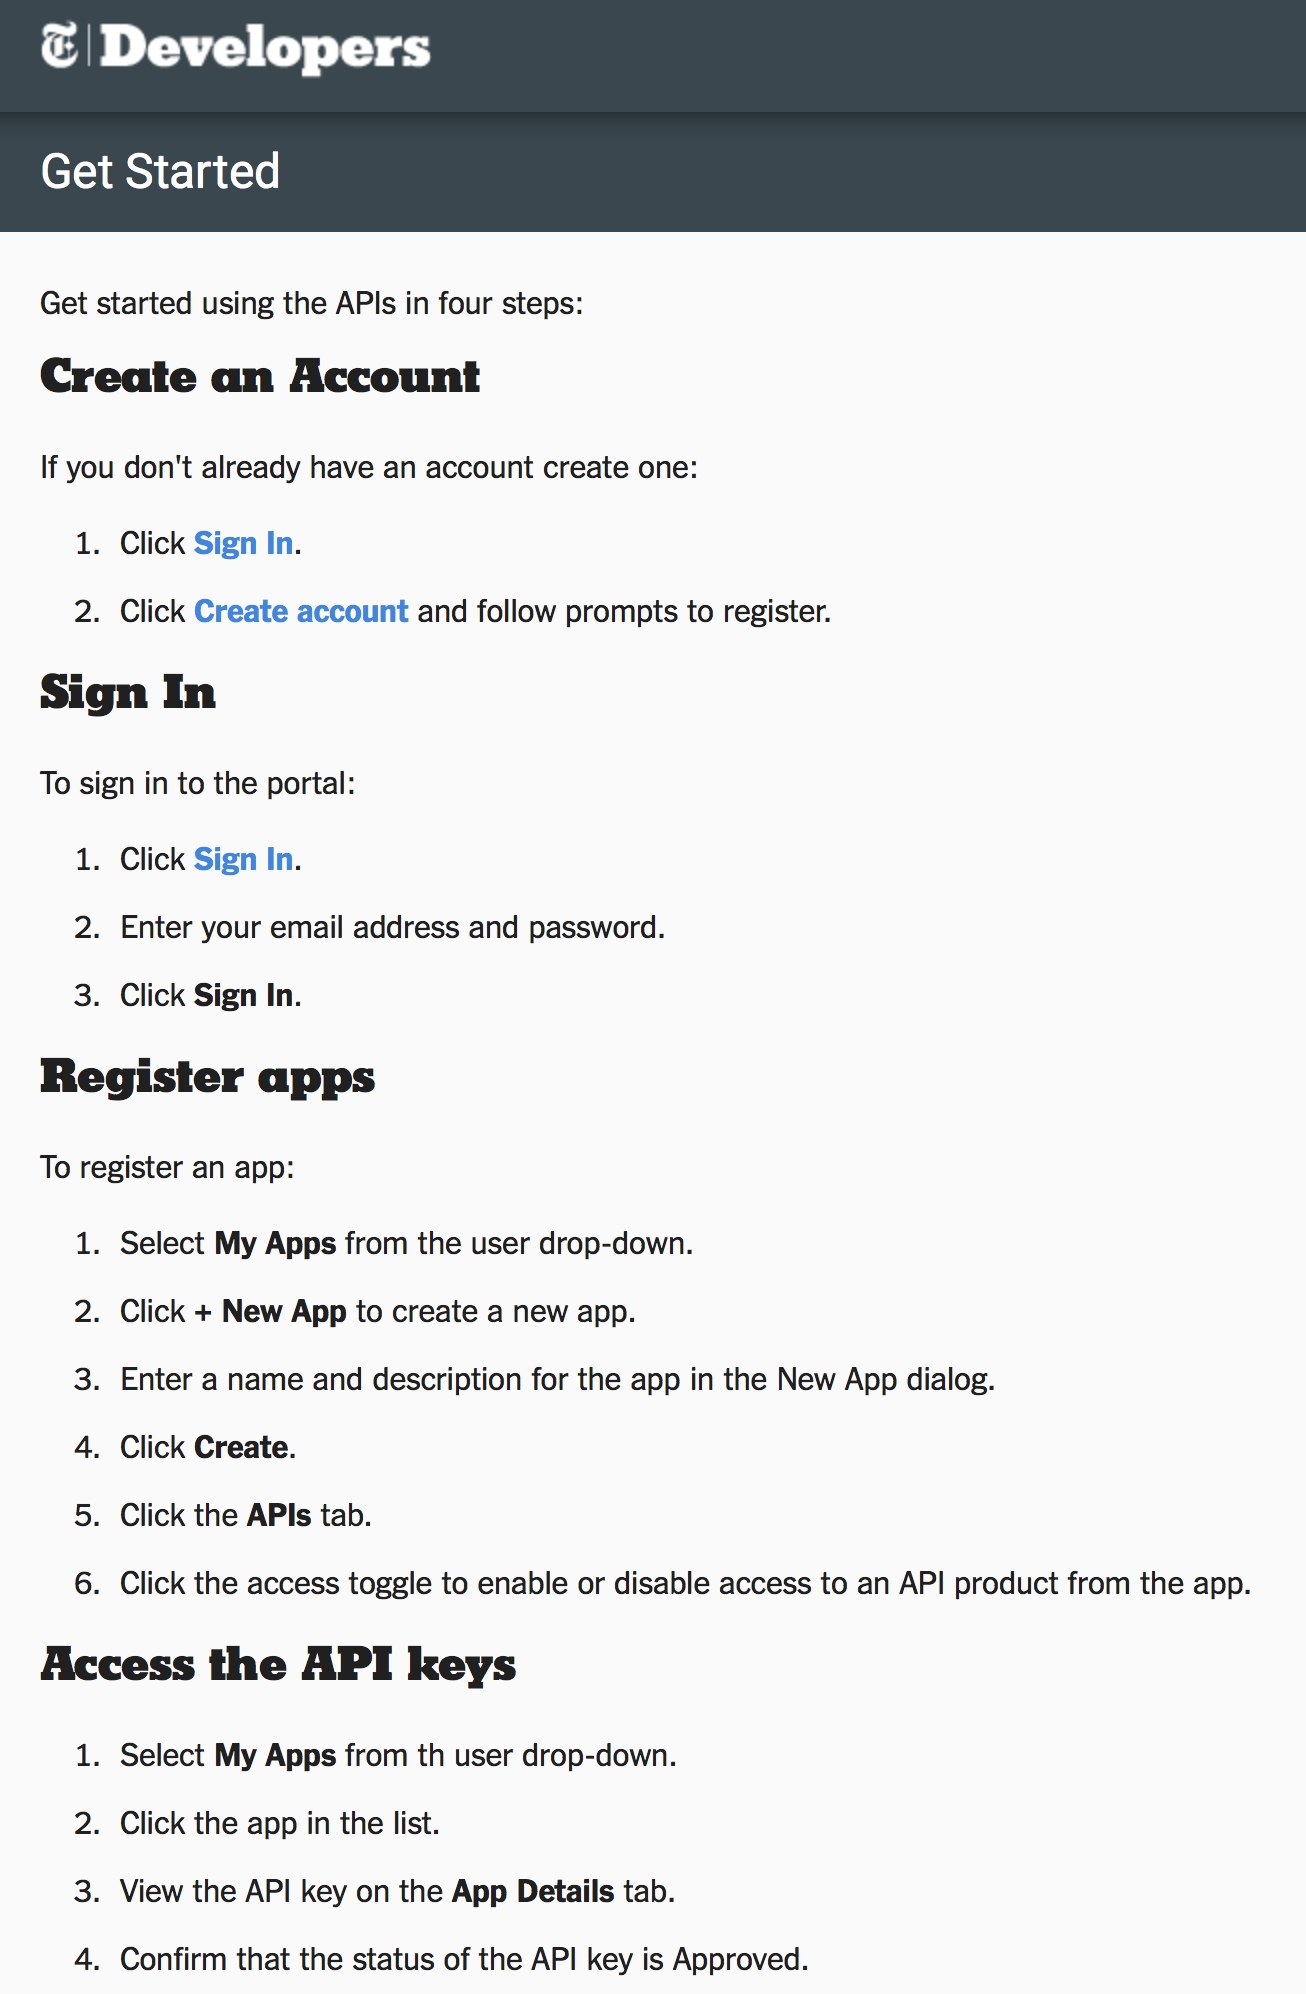 T Developers
Get Started
Get started using the APIs in four steps:
Create an Account
If you don't already have an account create one:
1. Click Sign In.
2. Click Create account and follow prompts to register.
Sign In
To sign in to the portal:
1. Click Sign In.
2. Enter your email address and password.
3. Click Sign In.
Register apps
To register an app:
1. Select My Apps from the user drop-down.
2. Click + New App to create a new app.
3. Enter a name and description for the app in the New App dialog.
4. Click Create.
5. Click the APIs tab.
6. Click the access toggle to enable or disable access to an API product from the app.
Access the API keys
1. Select My Apps from th user drop-down.
2. Click the app in the list.
3. View the API key on the App Details tab.
4. Confirm that the status of the API key is Approved.